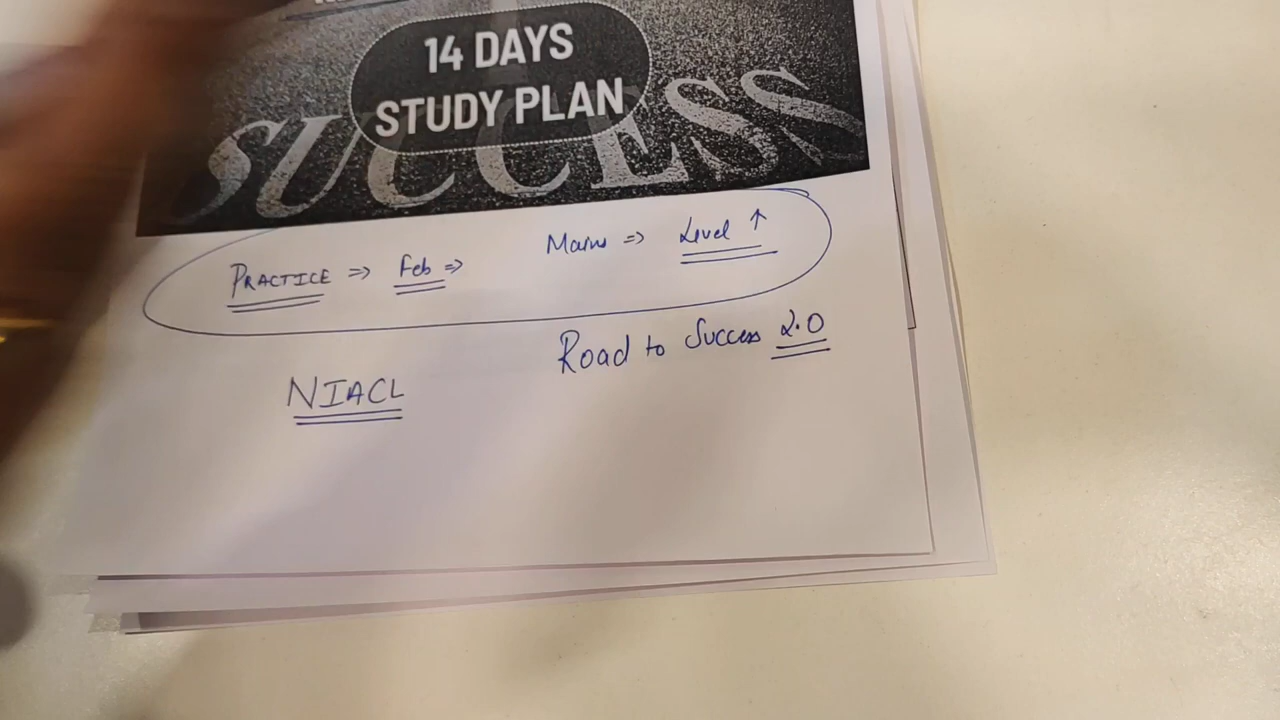 14 DAYS
STUDY PLAN
SUCCESS
PRACTICE => Feb => Mains => Level ↑
Road to Success 2.0
NIACL